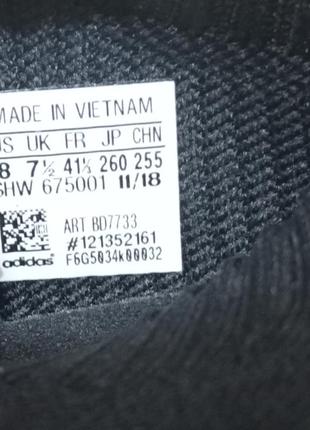 MADE IN VIETNAM
US UK FR JP CHN
8 7½ 41⅓ 260 255
SHW 675001 11/18
ART BD7733
#121352161
adidas F6G5034k00032